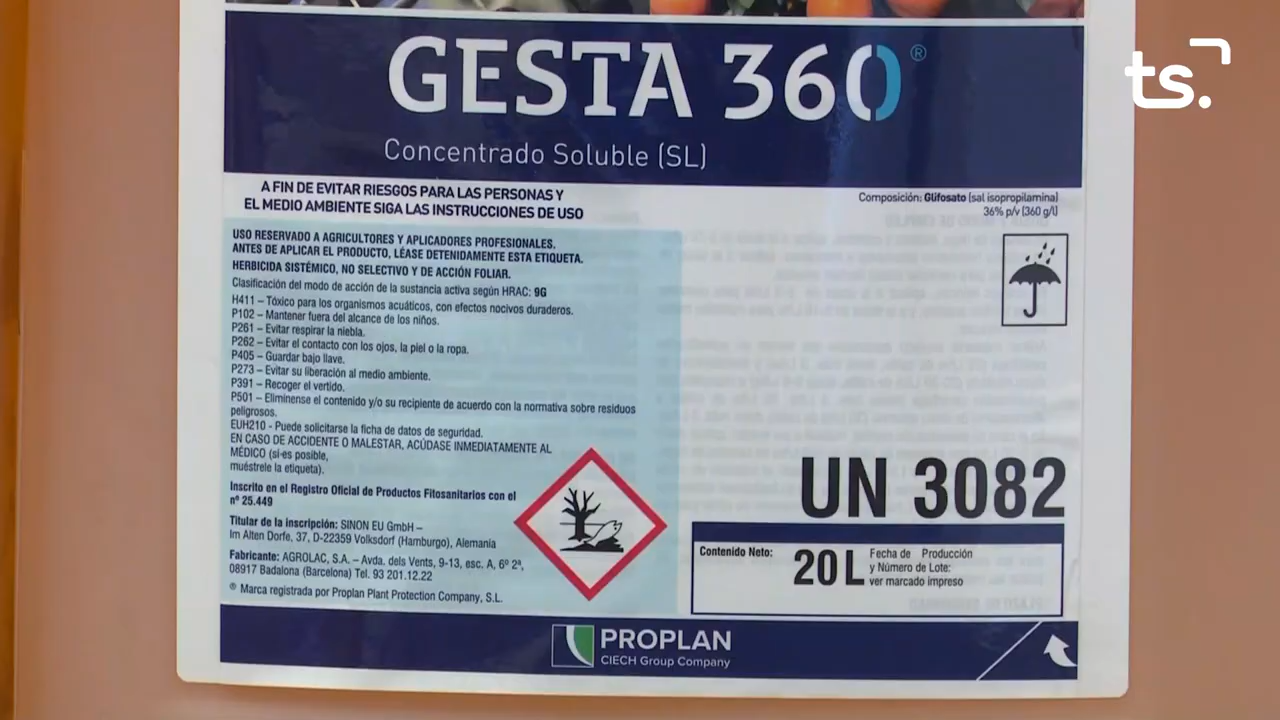 ts.
GESTA 360®
Concentrado Soluble (SL)
A FIN DE EVITAR RIESGOS PARA LAS PERSONAS Y
EL MEDIO AMBIENTE SIGA LAS INSTRUCCIONES DE USO
Composición: Glifosato (sal isopropilamina)
36% p/v (360 g/l)
USO RESERVADO A AGRICULTORES Y APLICADORES PROFESIONALES.
ANTES DE APLICAR EL PRODUCTO, LÉASE DETENIDAMENTE ESTA ETIQUETA.
HERBICIDA SISTÉMICO, NO SELECTIVO Y DE ACCIÓN FOLIAR.
Clasificación del modo de acción de la sustancia activa según HRAC: 9G
H411 – Tóxico para los organismos acuáticos, con efectos nocivos duraderos.
P102 – Mantener fuera del alcance de los niños.
P261 – Evitar respirar la niebla.
P262 – Evitar el contacto con los ojos, la piel o la ropa.
P405 – Guardar bajo llave.
P273 – Evitar su liberación al medio ambiente.
P391 – Recoger el vertido.
P501 – Elimínense el contenido y/o su recipiente de acuerdo con la normativa sobre residuos
peligrosos.
EUH210 - Puede solicitarse la ficha de datos de seguridad.
EN CASO DE ACCIDENTE O MALESTAR, ACÚDASE INMEDIATAMENTE AL
MÉDICO (si es posible,
muéstrele la etiqueta).
Inscrito en el Registro Oficial de Productos Fitosanitarios con el
nº 25.449
Titular de la inscripción: SINON EU GmbH –
Im Alten Dorfe, 37, D-22359 Volksdorf (Hamburgo), Alemania
Fabricante: AGROLAC, S.A. – Avda. dels Vents, 9-13, esc. A, 6º 2ª,
08917 Badalona (Barcelona) Tel. 93 201.12.22
® Marca registrada por Proplan Plant Protection Company, S.L.
UN 3082
Contenido Neto: 20 L
Fecha de Producción
y Número de Lote:
ver marcado impreso
PROPLAN
CIECH Group Company